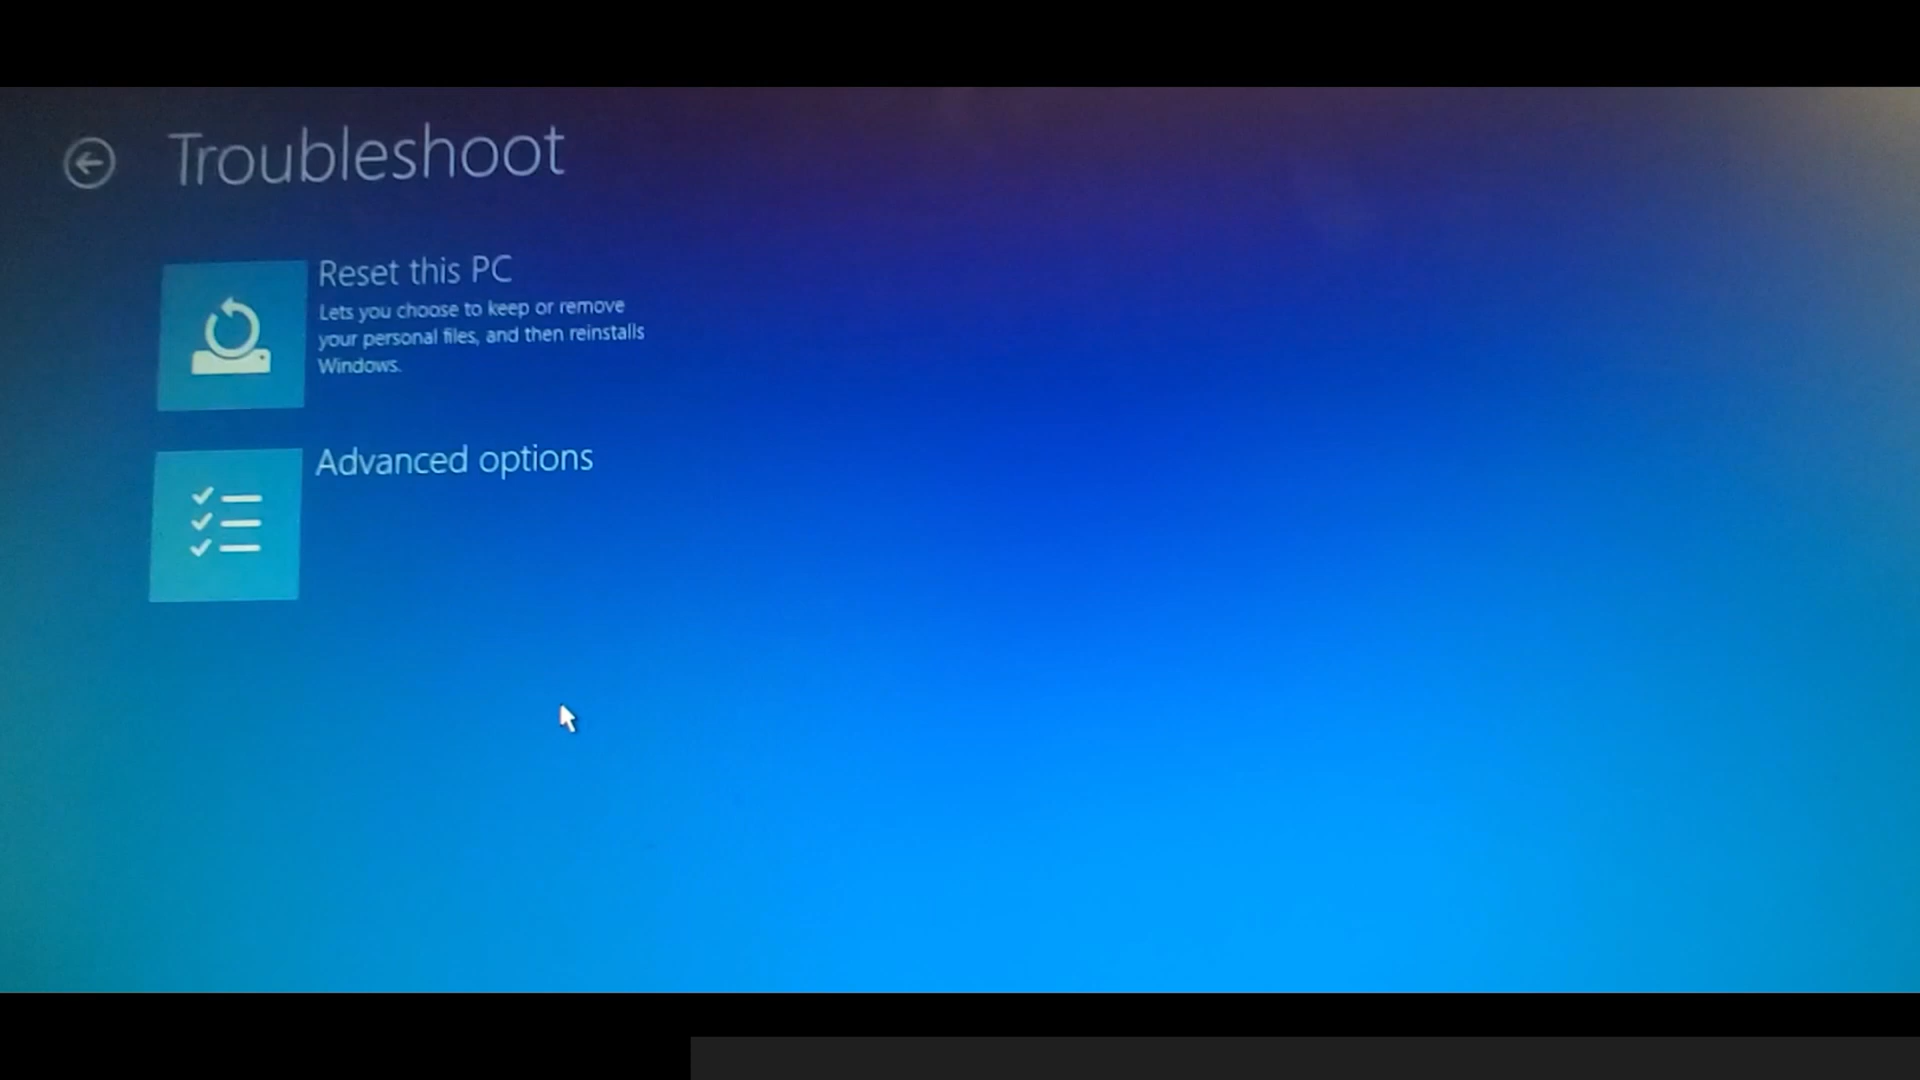 Troubleshoot
Reset this PC
Lets you choose to keep or remove
your personal files, and then reinstalls
Windows.
Advanced options